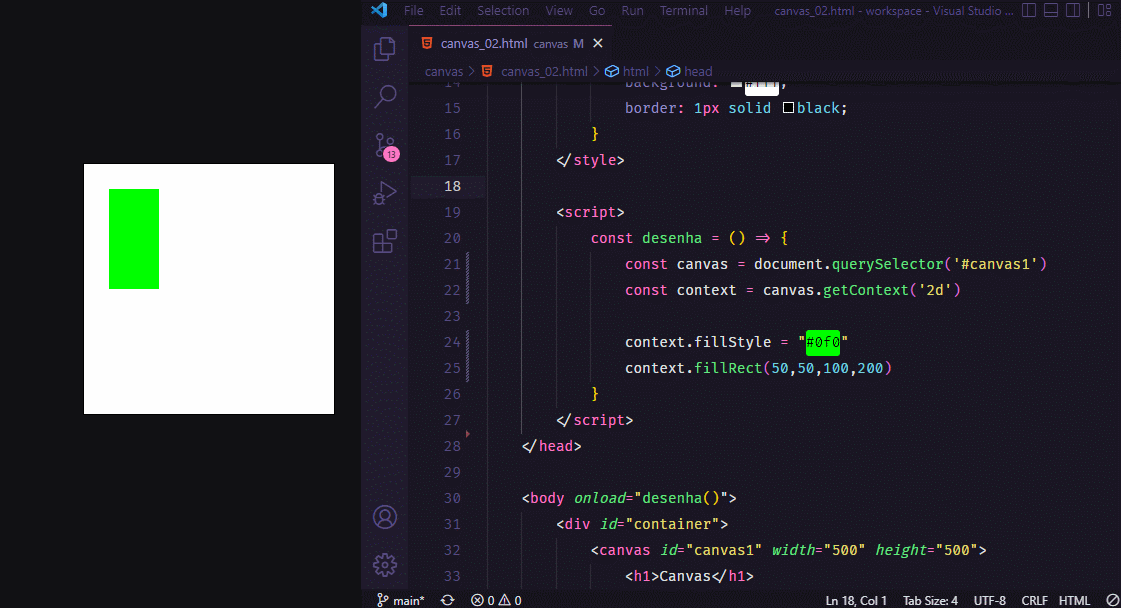 File Edit Selection View Go Run Terminal Help canvas_02.html - workspace - Visual Studio ...
canvas_02.html canvas M
canvas > canvas_02.html > html > head
14 background: #fff;
15 border: 1px solid black;
16 }
17 </style>
18
19 <script>
20 const desenha = () => {
21 const canvas = document.querySelector('#canvas1')
22 const context = canvas.getContext('2d')
23
24 context.fillStyle = "#0f0"
25 context.fillRect(50,50,100,200)
26 }
27 </script>
28 </head>
29
30 <body onload="desenha()">
31 <div id="container">
32 <canvas id="canvas1" width="500" height="500">
33 <h1>Canvas</h1>
13
main* 0 0 Ln 18, Col 1 Tab Size: 4 UTF-8 CRLF HTML